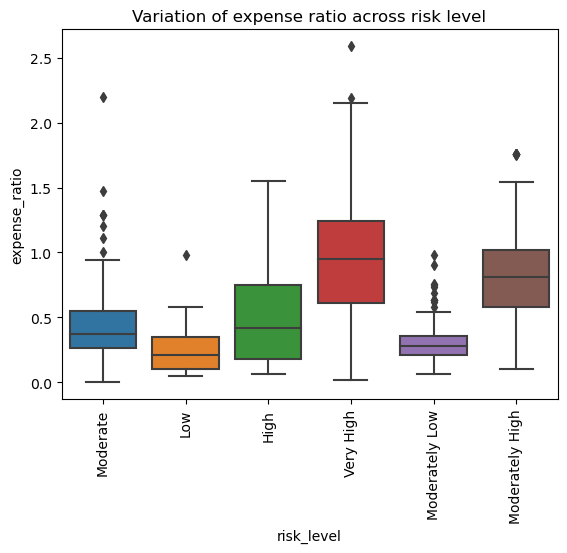 Variation of expense ratio across risk level
expense_ratio
2.5
2.0
1.5
1.0
0.5
0.0
Moderate
Low
High
Very High
Moderately Low
Moderately High
risk_level